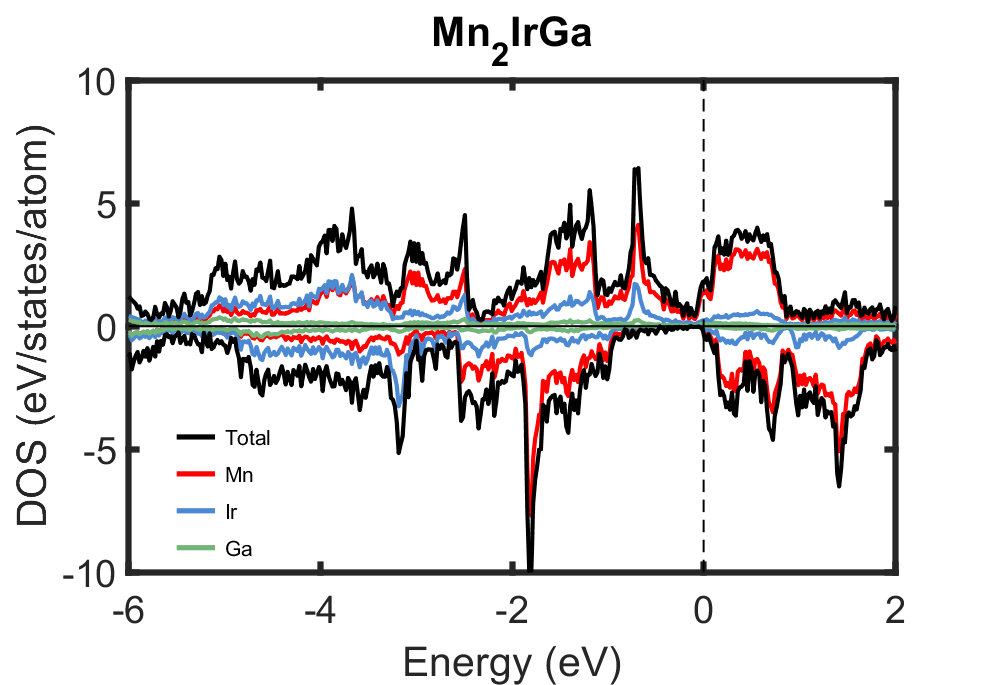 Mn2IrGa
10
5
0
-5
-10
DOS (eV/states/atom)
Total
Mn
Ir
Ga
-6 -4 -2 0 2
Energy (eV)